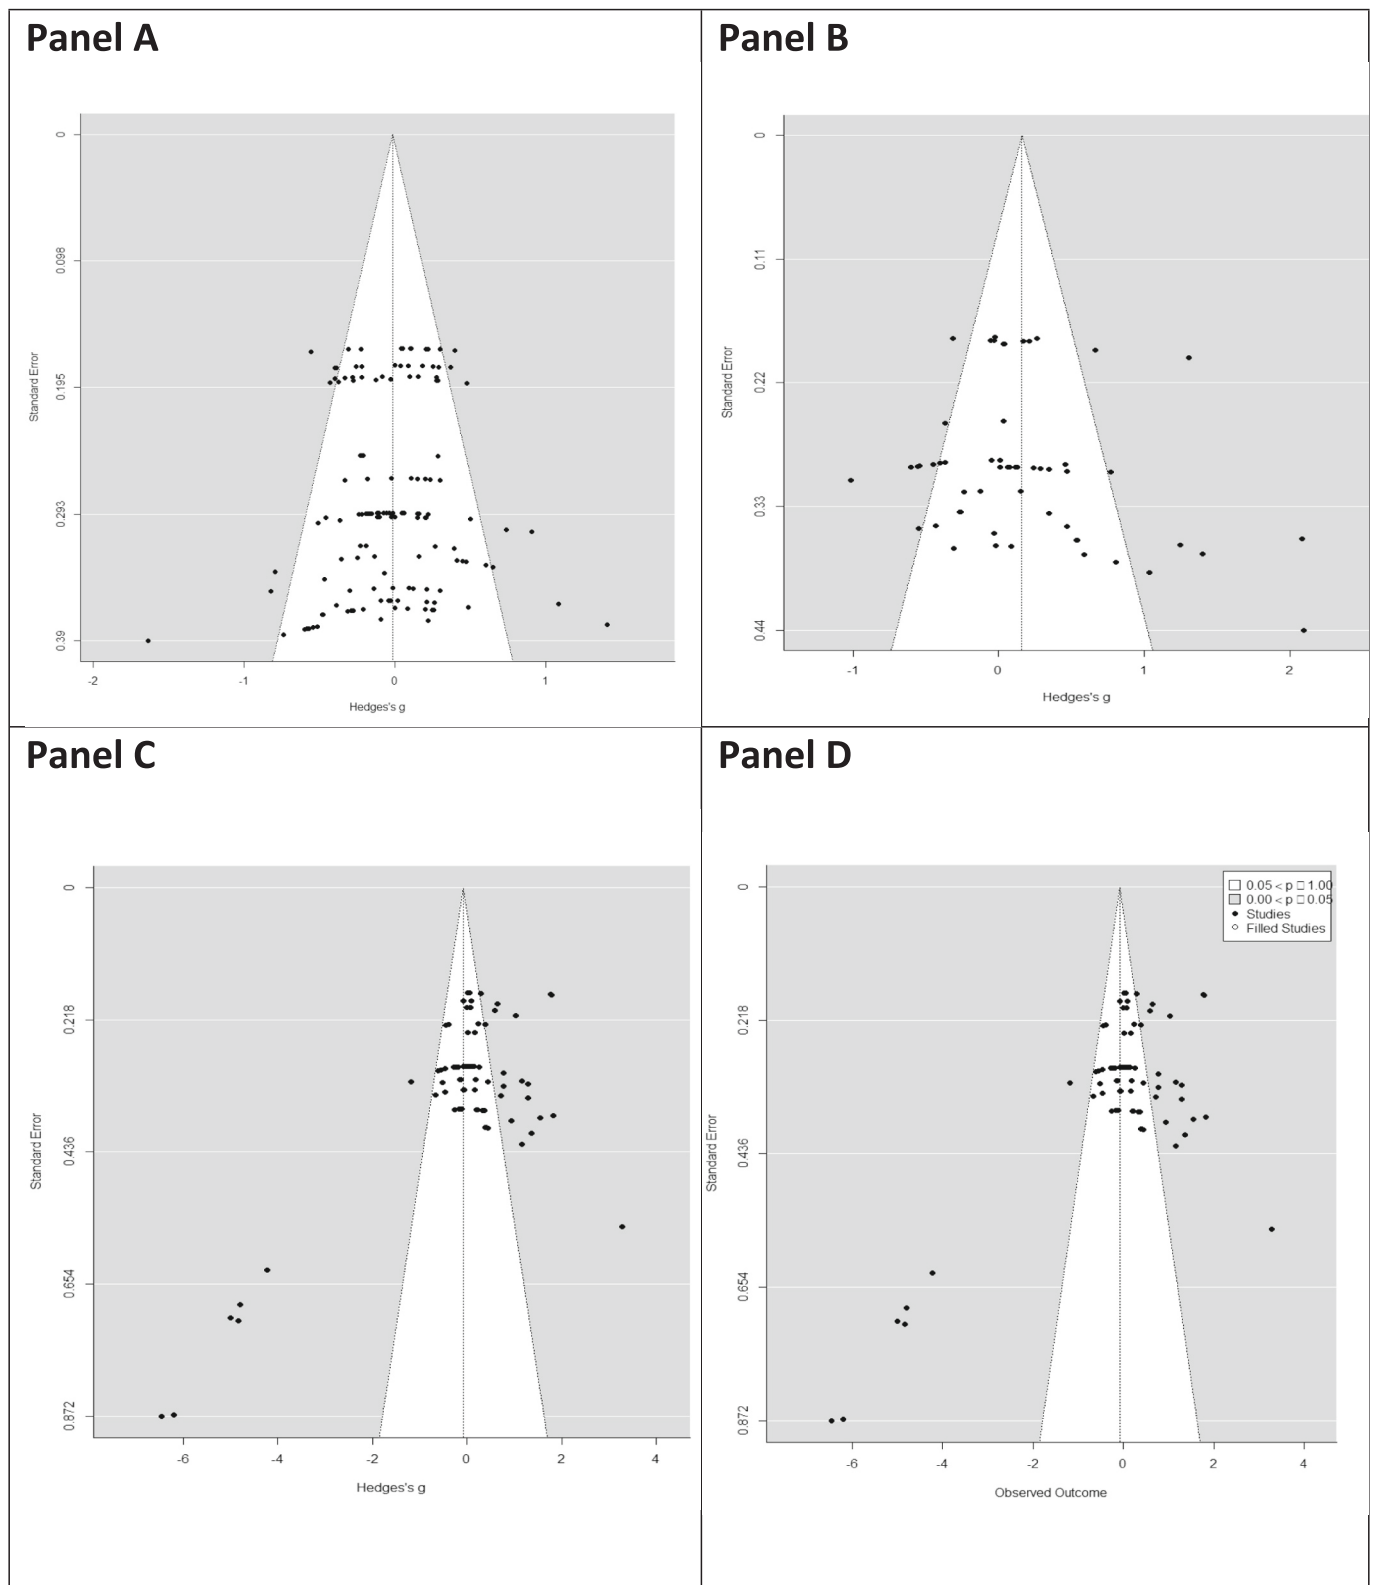 Panel A
Panel B
0
0.098
0.195
0.293
0.39
Standard Error
-2
-1
0
1
Hedges's g
0
0.11
0.22
0.33
0.44
Standard Error
-1
0
1
2
Hedges's g
Panel C
Panel D
0
0.218
0.436
0.654
0.872
Standard Error
-6
-4
-2
0
2
4
Hedges's g
0.05 < p □ 1.00
0.00 < p □ 0.05
Studies
Filled Studies
0
0.218
0.436
0.654
0.872
Standard Error
-6
-4
-2
0
2
4
Observed Outcome